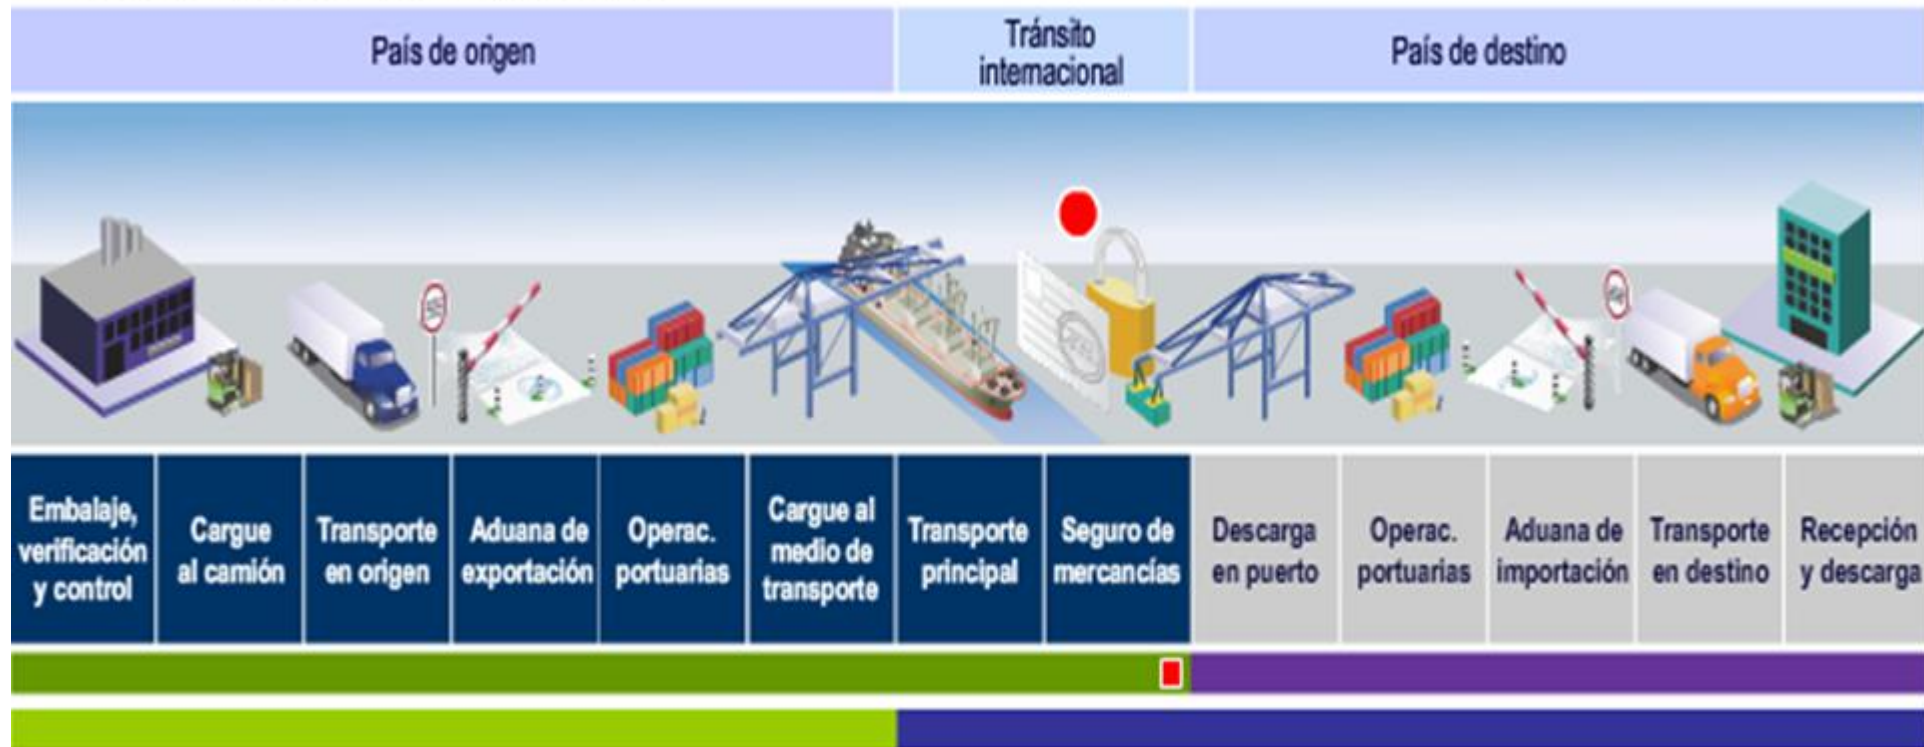 País de origen
Tránsito
internacional
País de destino
Embalaje,
verificación
y control
Cargue
al camión
Transporte
en origen
Aduana de
exportación
Operac.
portuarias
Cargue al
medio de
transporte
Transporte
principal
Seguro de
mercancías
Descarga
en puerto
Operac.
portuarias
Aduana de
importación
Transporte
en destino
Recepción
y descarga